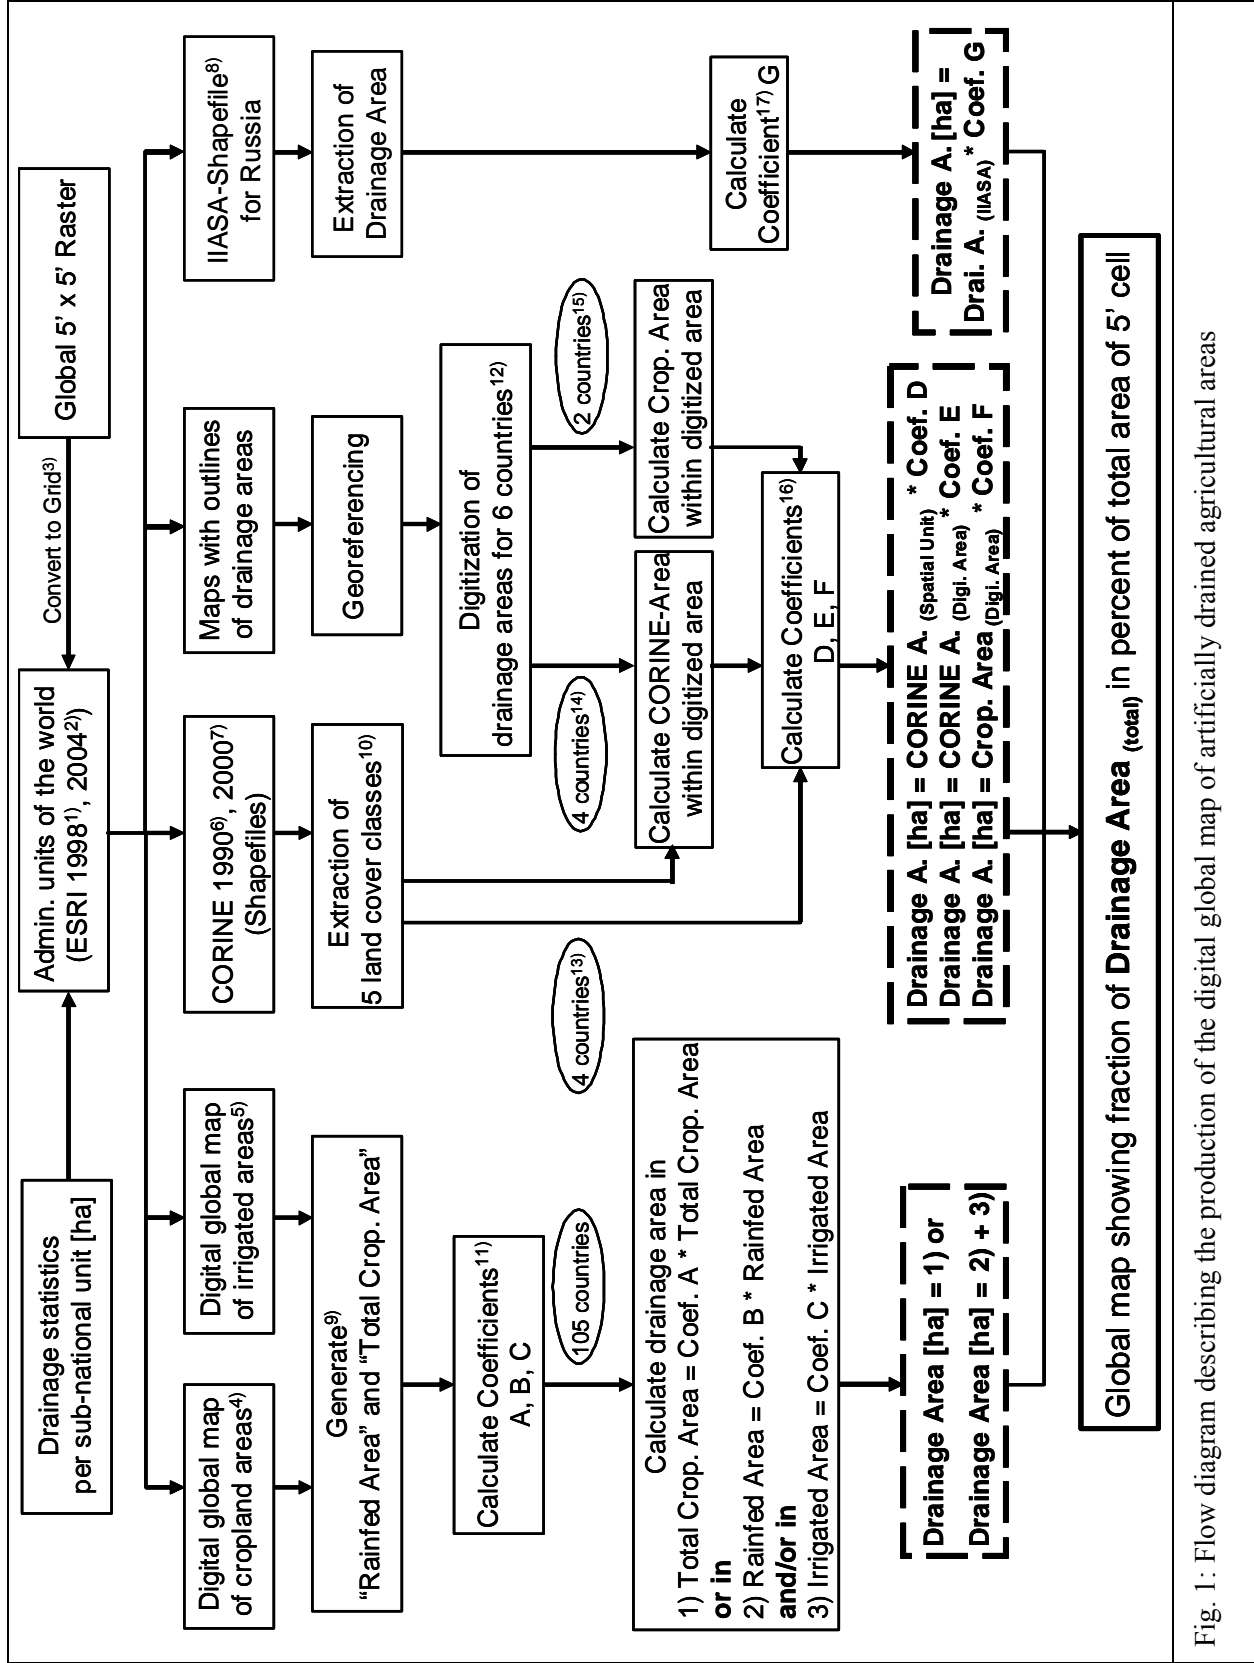 Drainage statistics
per sub-national unit [ha]
Admin. units of the world
(ESRI 1998¹⁾, 2004²⁾)
Convert to Grid³⁾
Global 5’ x 5’ Raster
Digital global map
of cropland areas⁴⁾
Digital global map
of irrigated areas⁵⁾
CORINE 1990⁶⁾, 2000⁷⁾
(Shapefiles)
Maps with outlines
of drainage areas
IIASA-Shapefile⁸⁾
for Russia
Generate⁹⁾
“Rainfed Area” and “Total Crop. Area”
Extraction of
5 land cover classes¹⁰⁾
Georeferencing
Extraction of
Drainage Area
Calculate Coefficients¹¹⁾
A, B, C
Digitization of
drainage areas for 6 countries¹²⁾
105 countries
4 countries¹³⁾
4 countries¹⁴⁾
2 countries¹⁵⁾
Calculate drainage area in
1) Total Crop. Area = Coef. A * Total Crop. Area
or in
2) Rainfed Area = Coef. B * Rainfed Area
and/or in
3) Irrigated Area = Coef. C * Irrigated Area
Calculate CORINE-Area
within digitized area
Calculate Crop. Area
within digitized area
Calculate Coefficients¹⁶⁾
D, E, F
Calculate
Coefficient¹⁷⁾ G
Drainage Area [ha] = 1) or
Drainage Area [ha] = 2) + 3)
Drainage A. [ha] = CORINE A. (Spatial Unit) * Coef. D
Drainage A. [ha] = CORINE A. (Digi. Area) * Coef. E
Drainage A. [ha] = Crop. Area (Digi. Area) * Coef. F
Drainage A. [ha] =
Drai. A. (IIASA) * Coef. G
Global map showing fraction of Drainage Area (total) in percent of total area of 5’ cell
Fig. 1: Flow diagram describing the production of the digital global map of artificially drained agricultural areas